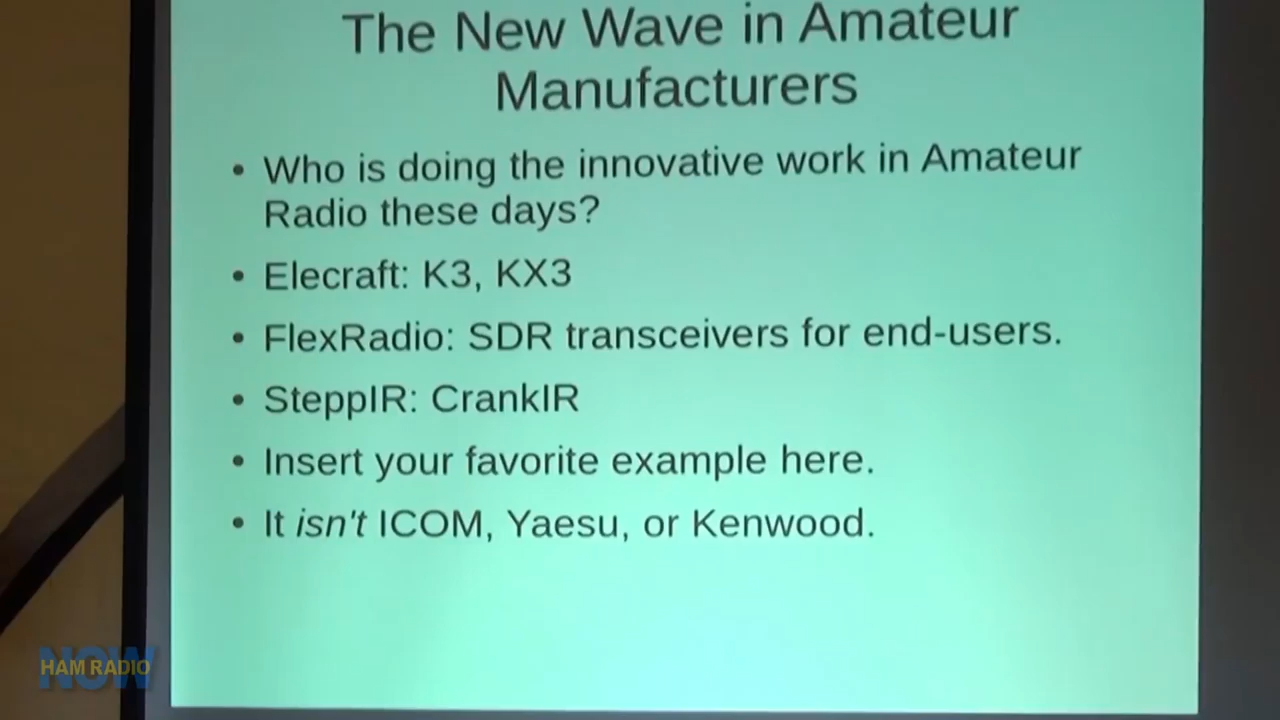 The New Wave in Amateur
Manufacturers
• Who is doing the innovative work in Amateur
Radio these days?
• Elecraft: K3, KX3
• FlexRadio: SDR transceivers for end-users.
• SteppIR: CrankIR
• Insert your favorite example here.
• It isn't ICOM, Yaesu, or Kenwood.
NOW
HAM RADIO